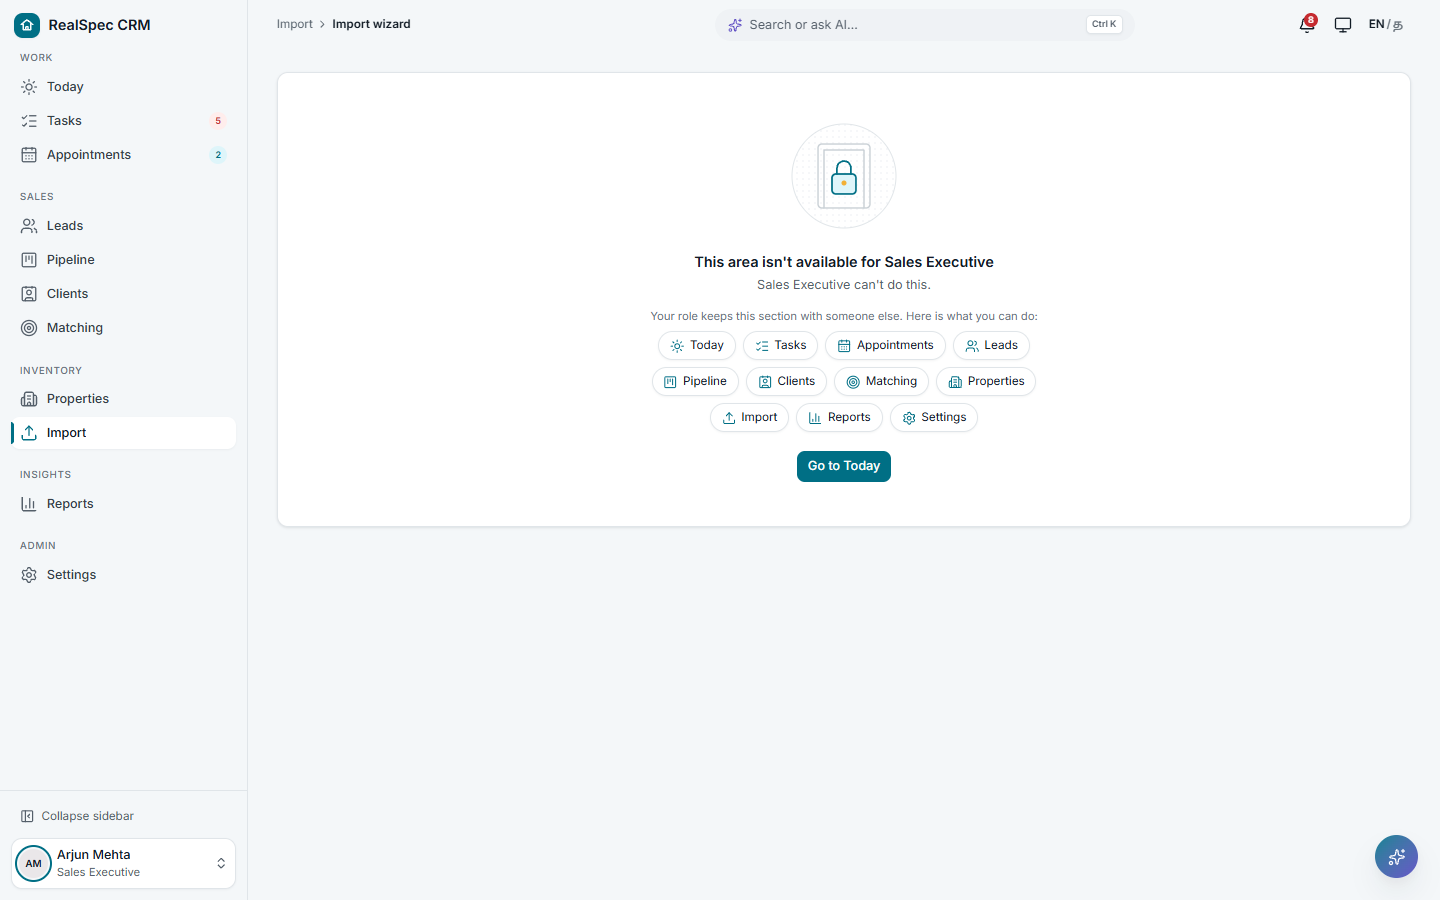 RealSpec CRM
WORK
Today
Tasks 5
Appointments 2
SALES
Leads
Pipeline
Clients
Matching
INVENTORY
Properties
Import
INSIGHTS
Reports
ADMIN
Settings
Collapse sidebar
AM
Arjun Mehta
Sales Executive
Import > Import wizard
Search or ask AI... Ctrl K
8
EN / த
This area isn't available for Sales Executive
Sales Executive can't do this.
Your role keeps this section with someone else. Here is what you can do:
Today Tasks Appointments Leads
Pipeline Clients Matching Properties
Import Reports Settings
Go to Today